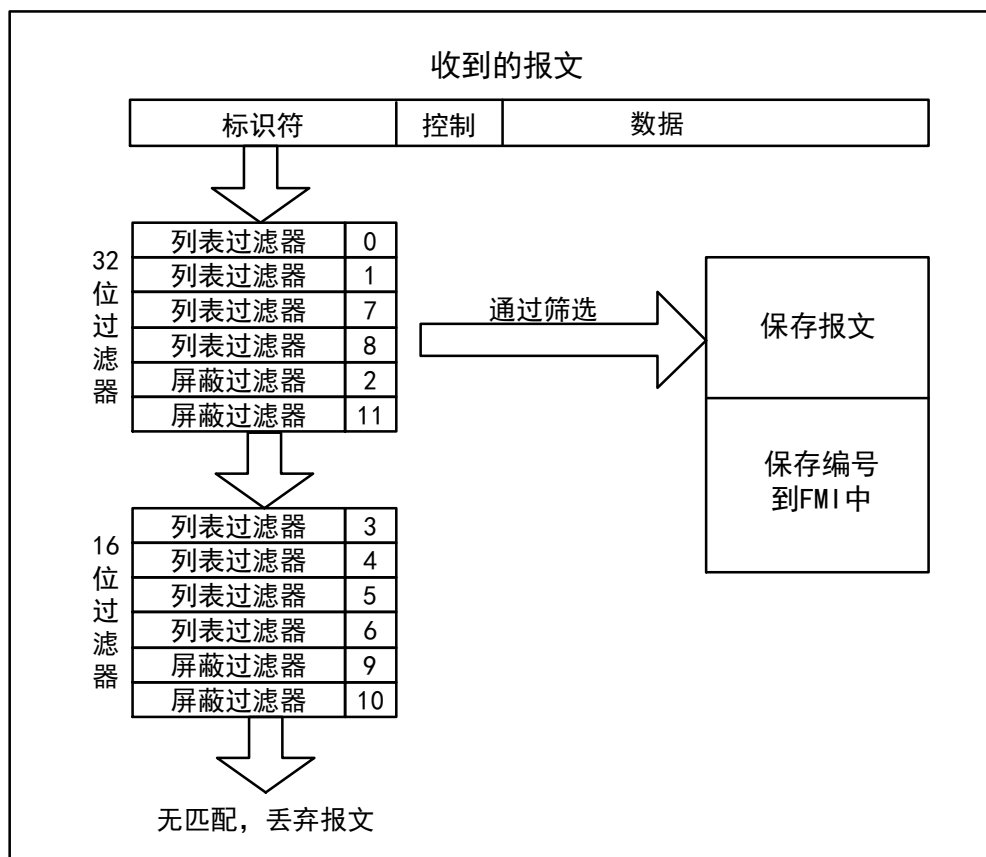 收到的报文
标识符 控制 数据
32位过滤器
列表过滤器 0
列表过滤器 1
列表过滤器 7
列表过滤器 8
屏蔽过滤器 2
屏蔽过滤器 11
通过筛选
保存报文
保存编号
到FMI中
16位过滤器
列表过滤器 3
列表过滤器 4
列表过滤器 5
列表过滤器 6
屏蔽过滤器 9
屏蔽过滤器 10
无匹配，丢弃报文